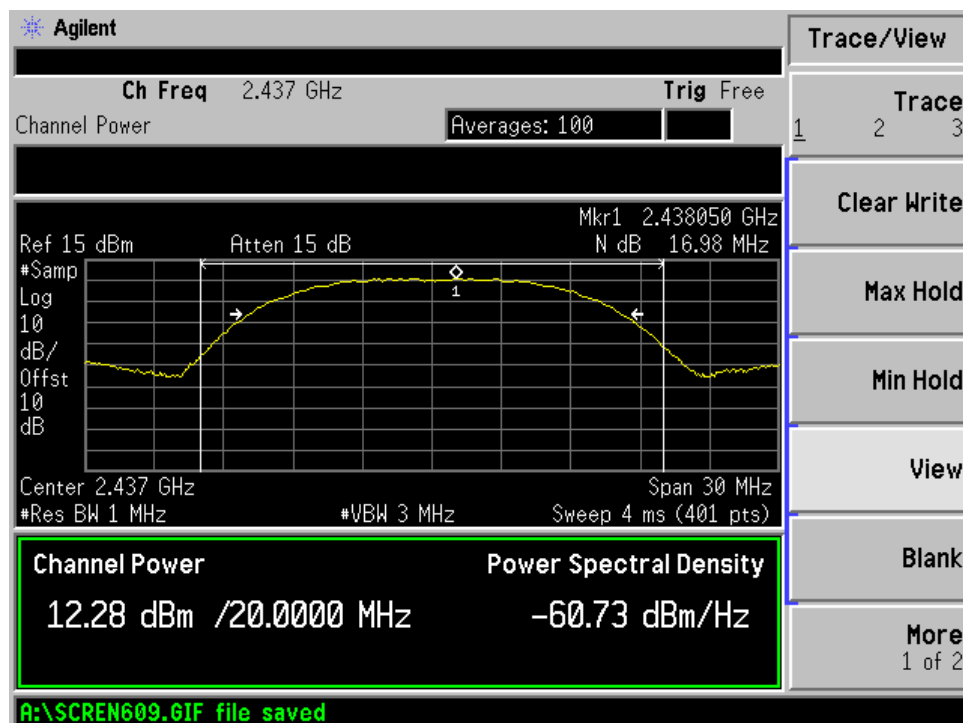 Agilent
Trace/View
Ch Freq 2.437 GHz Trig Free
Channel Power Averages: 100
Trace
1 2 3
Clear Write
Mkr1 2.438050 GHz
Ref 15 dBm Atten 15 dB N dB 16.98 MHz
#Samp
Log
10
dB/
Offst
10
dB
1
Max Hold
Min Hold
Center 2.437 GHz Span 30 MHz
#Res BW 1 MHz #VBW 3 MHz Sweep 4 ms (401 pts)
View
Channel Power Power Spectral Density
12.28 dBm /20.0000 MHz -60.73 dBm/Hz
Blank
More
1 of 2
A:\SCREN609.GIF file saved